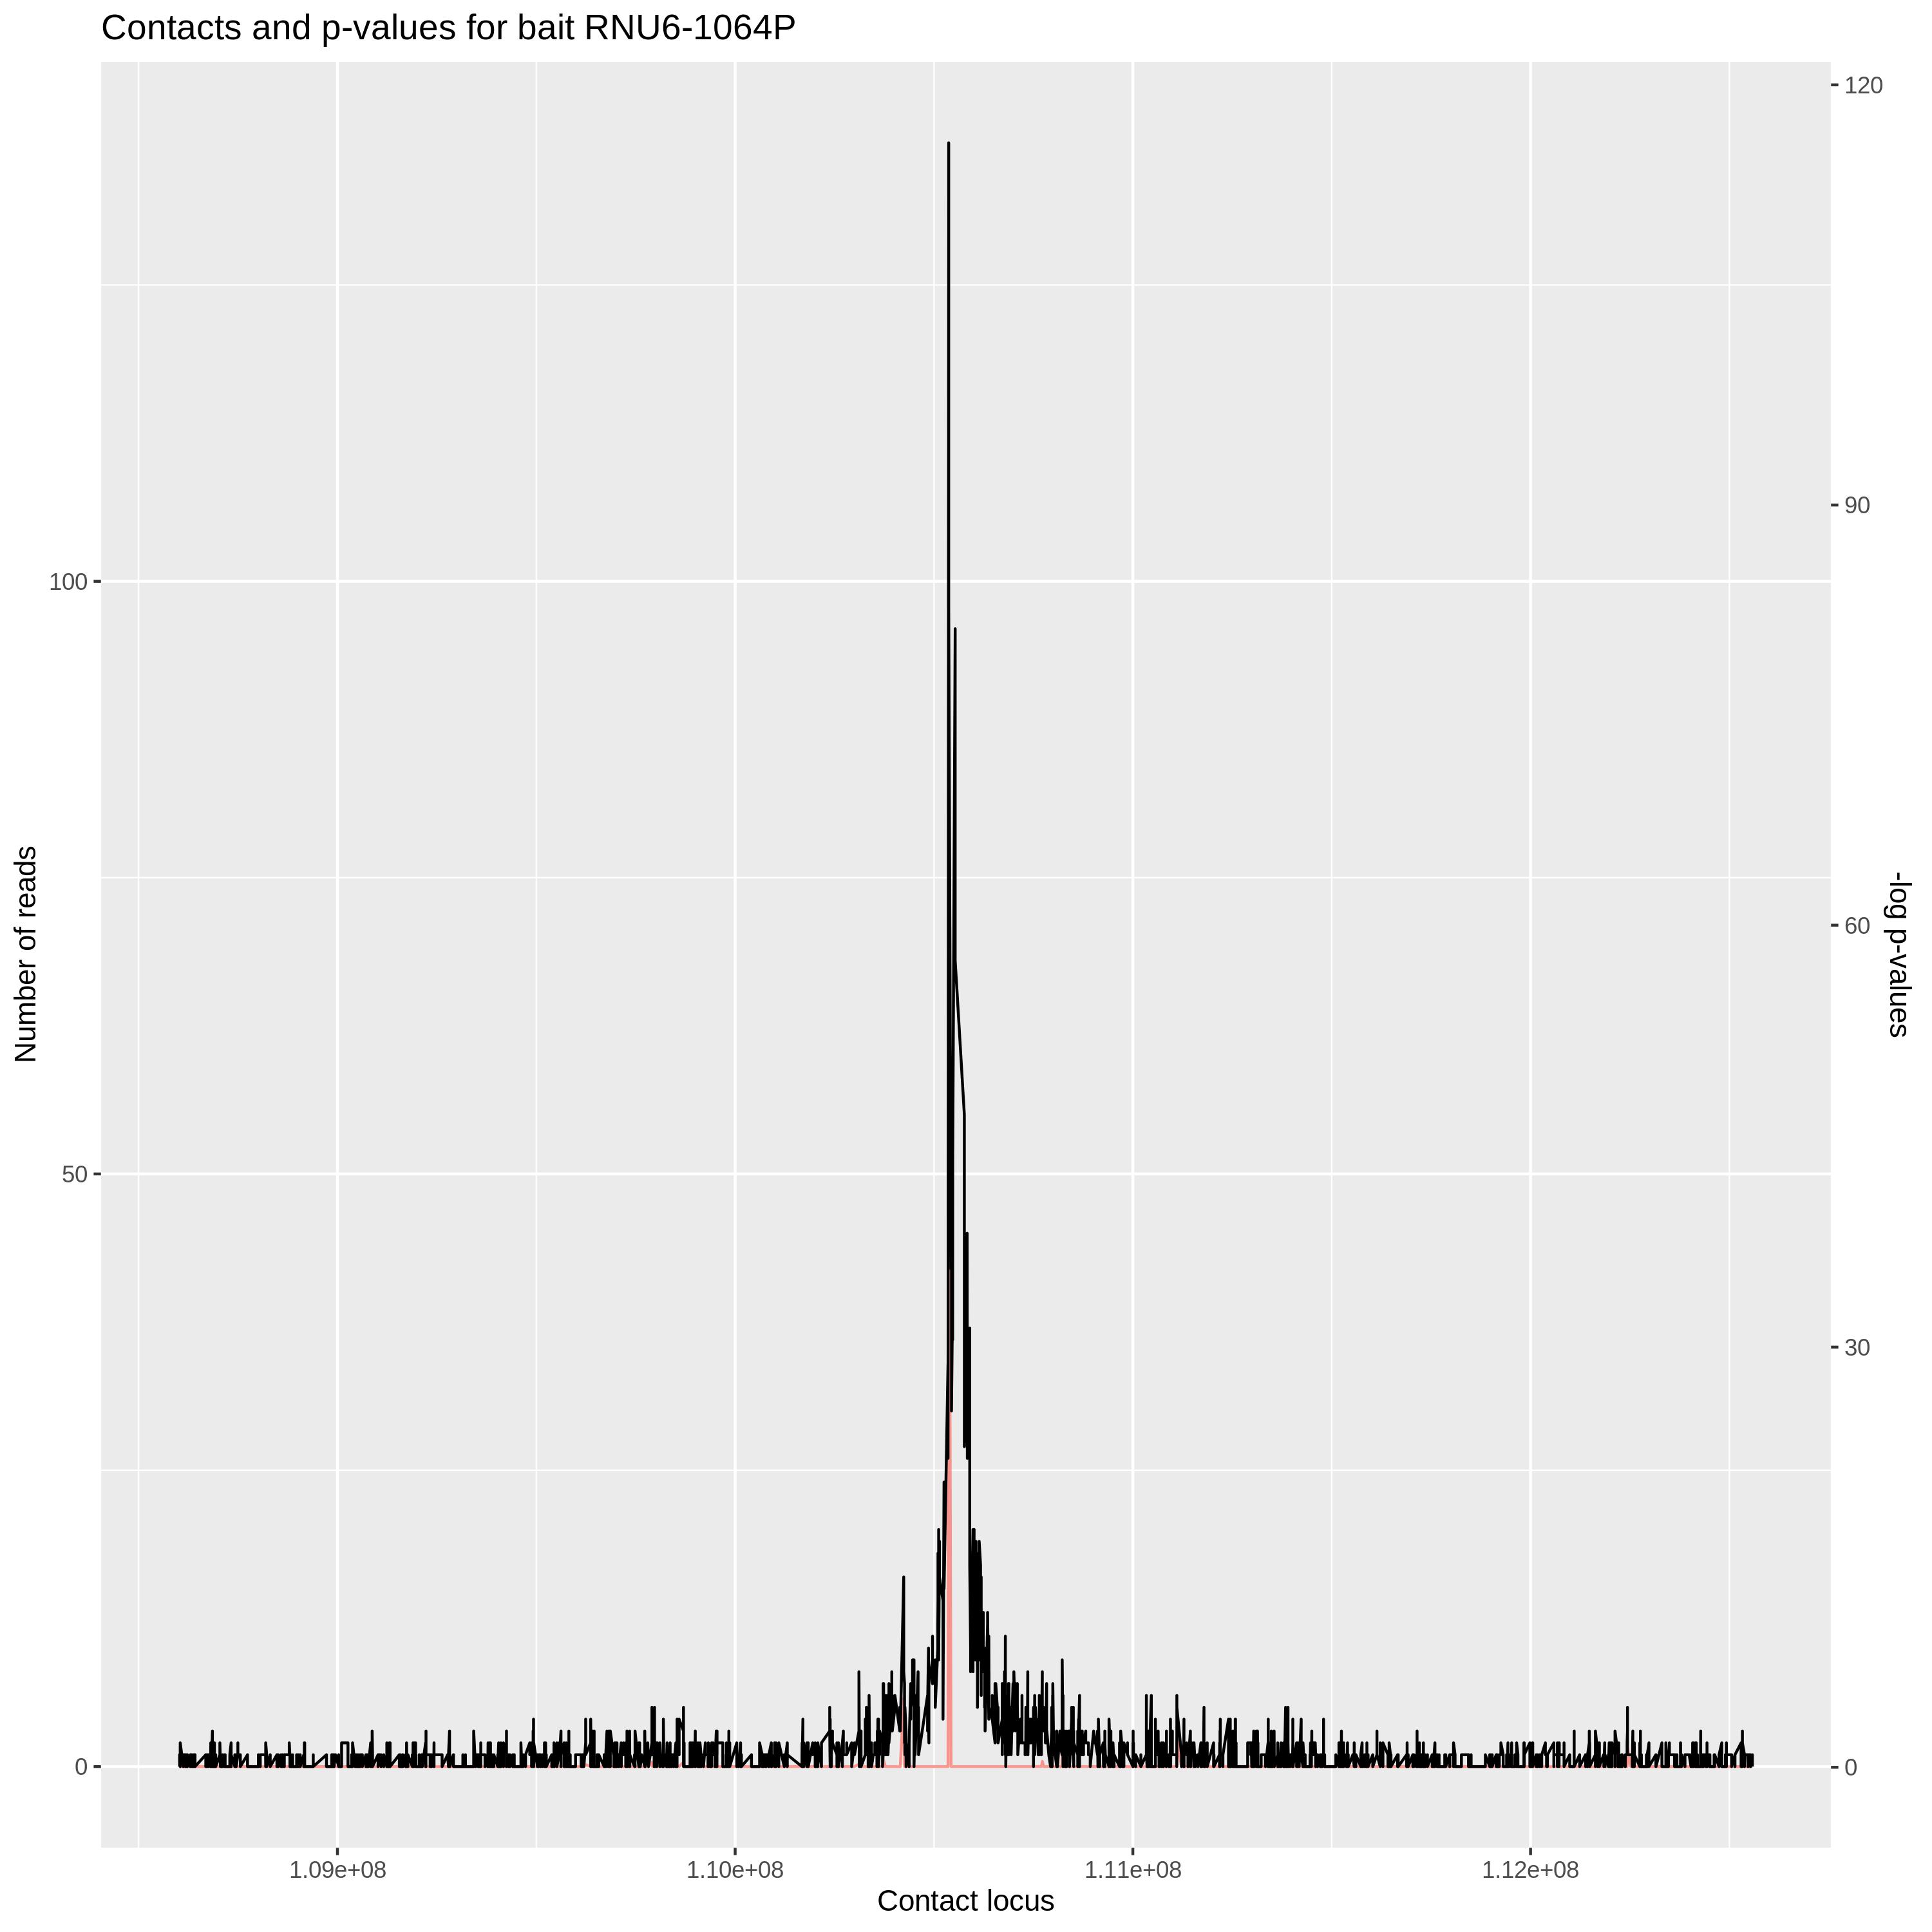 Contacts and p-values for bait RNU6-1064P
120
90
100
60
Number of reads
-log p-values
50
30
0
0
1.09e+08
1.10e+08
1.11e+08
1.12e+08
Contact locus